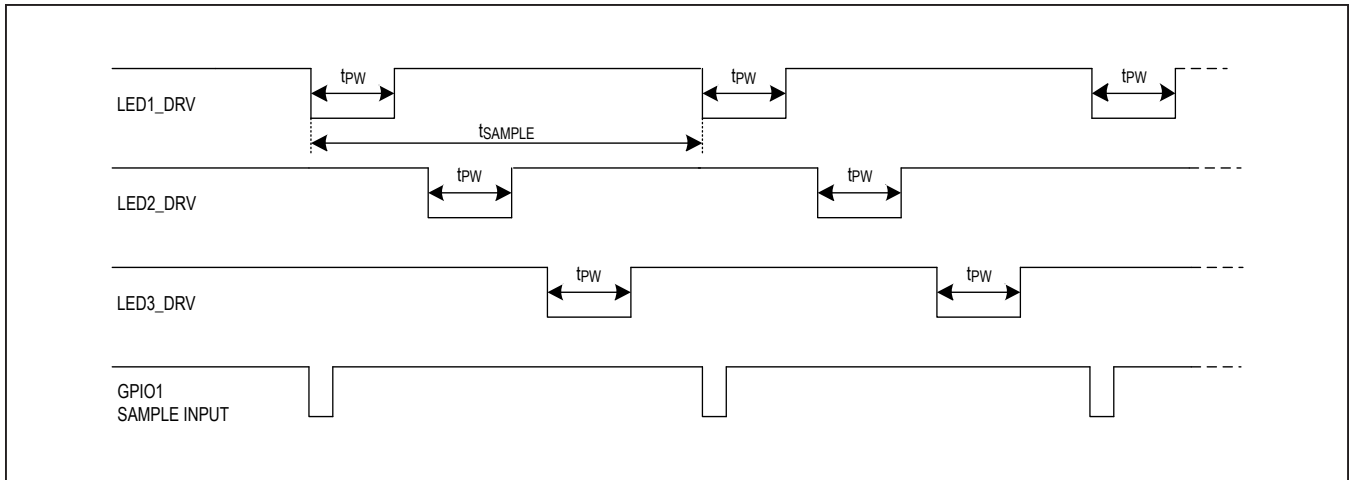 tPW tPW tPW
LED1_DRV
tSAMPLE
tPW tPW
LED2_DRV
tPW tPW
LED3_DRV
GPIO1
SAMPLE INPUT